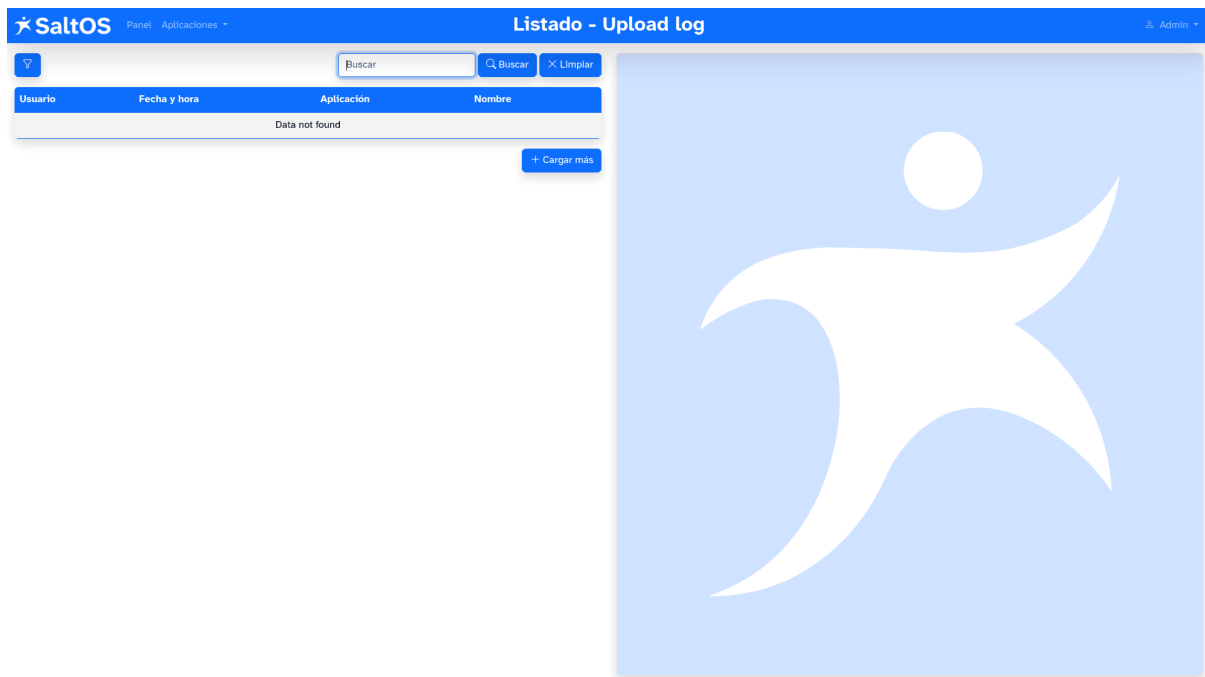 SaltOS Panel Aplicaciones Listado - Upload log Admin
Buscar Buscar Limpiar
Usuario Fecha y hora Aplicación Nombre
Data not found
+ Cargar más